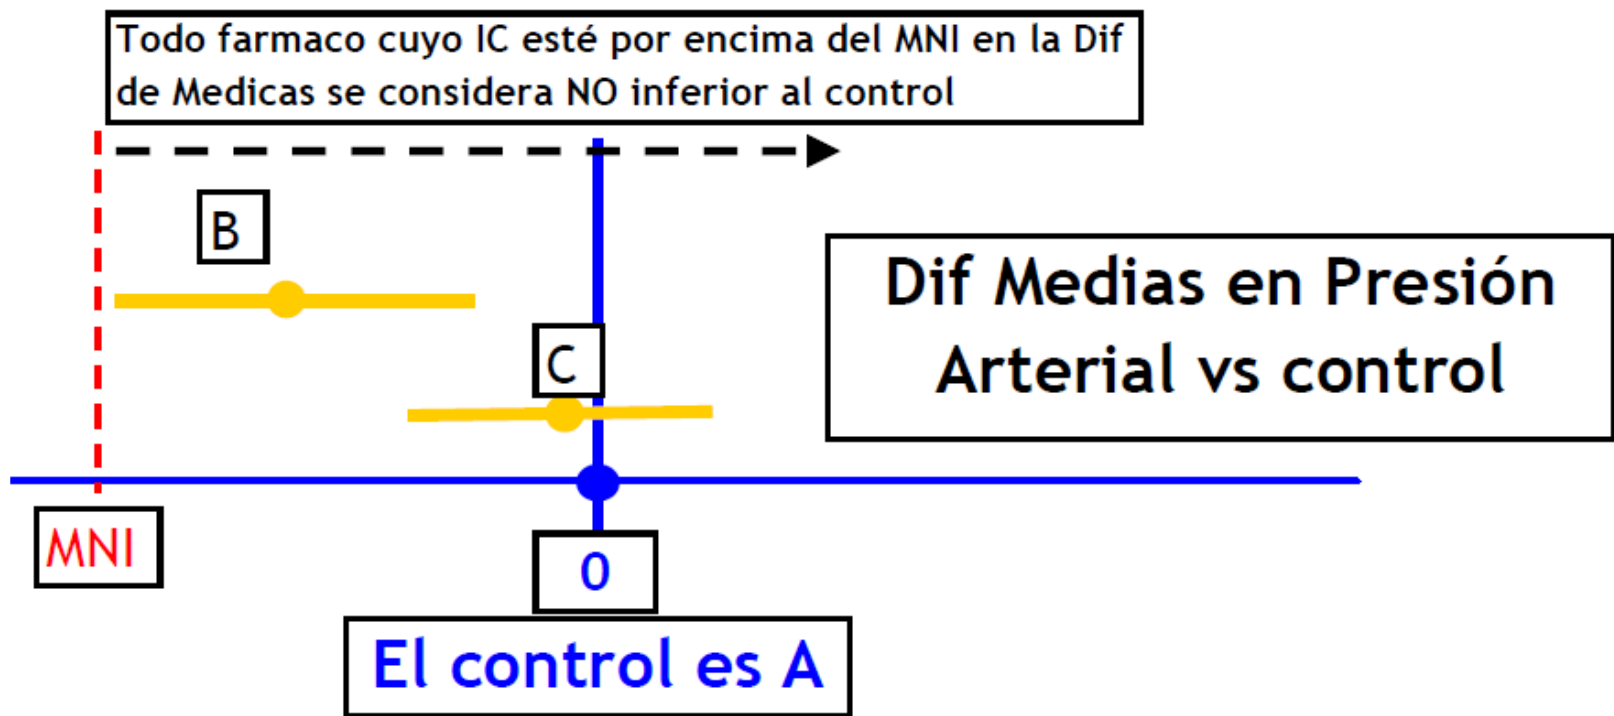 Todo farmaco cuyo IC esté por encima del MNI en la Dif
de Medicas se considera NO inferior al control
B
Dif Medias en Presión
Arterial vs control
C
MNI
0
El control es A